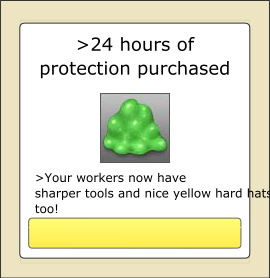 >24 hours of
protection purchased
>Your workers now have
sharper tools and nice yellow hard hats
too!